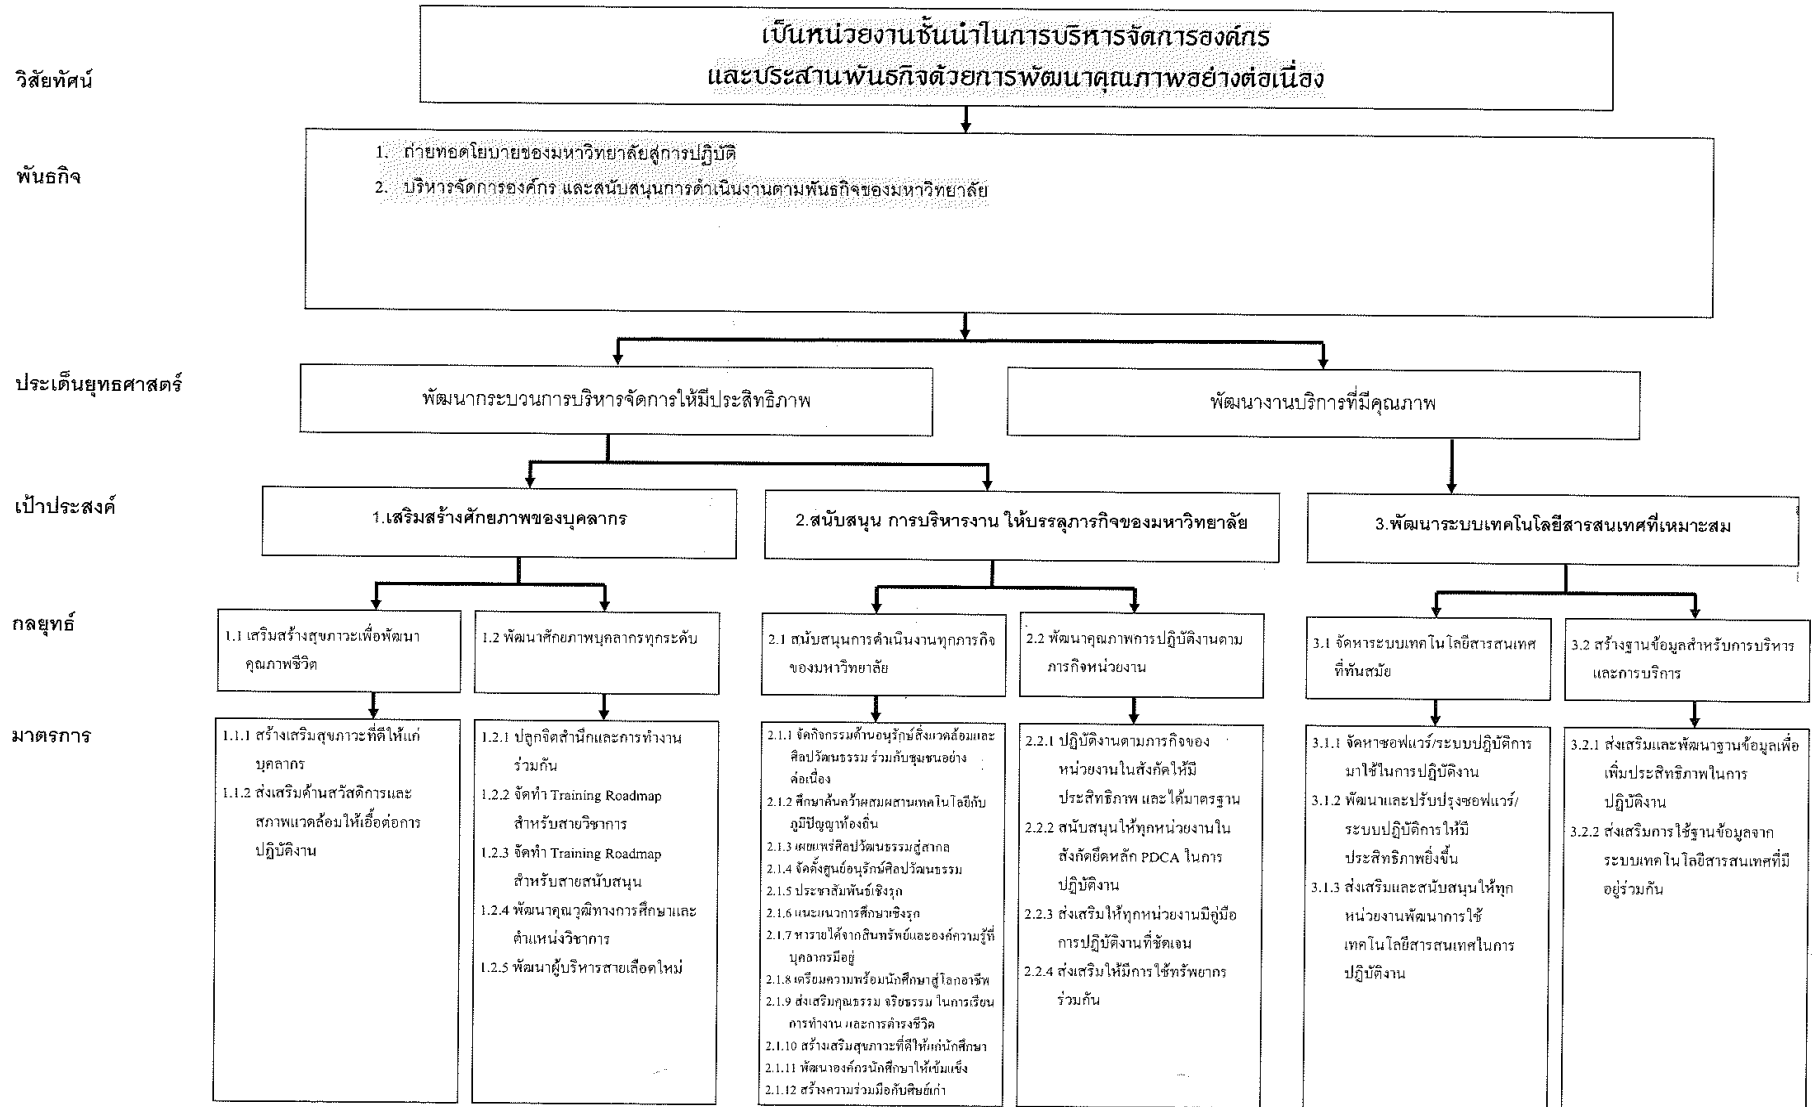 วิสัยทัศน์
เป็นหน่วยงานชั้นนำในการบริหารจัดการองค์กร
และประสานพันธกิจด้วยการพัฒนาคุณภาพอย่างต่อเนื่อง
พันธกิจ
1. ถ่ายทอดโยบายของมหาวิทยาลัยสู่การปฏิบัติ
2. บริหารจัดการองค์กร และสนับสนุนการดำเนินงานตามพันธกิจของมหาวิทยาลัย
ประเด็นยุทธศาสตร์
พัฒนากระบวนการบริหารจัดการให้มีประสิทธิภาพ
พัฒนางานบริการที่มีคุณภาพ
เป้าประสงค์
1.เสริมสร้างศักยภาพของบุคลากร
2.สนับสนุน การบริหารงาน ให้บรรลุภารกิจของมหาวิทยาลัย
3.พัฒนาระบบเทคโนโลยีสารสนเทศที่เหมาะสม
กลยุทธ์
1.1 เสริมสร้างสุขภาวะเพื่อพัฒนา
คุณภาพชีวิต
1.2 พัฒนาศักยภาพบุคลากรทุกระดับ
2.1 สนับสนุนการดำเนินงานทุกภารกิจ
ของมหาวิทยาลัย
2.2 พัฒนาคุณภาพการปฏิบัติงานตาม
ภารกิจหน่วยงาน
3.1 จัดหาระบบเทคโนโลยีสารสนเทศ
ที่ทันสมัย
3.2 สร้างฐานข้อมูลสำหรับการบริหาร
และการบริการ
มาตรการ
1.1.1 สร้างเสริมสุขภาวะที่ดีให้แก่
บุคลากร
1.1.2 ส่งเสริมด้านสวัสดิการและ
สภาพแวดล้อมให้เอื้อต่อการ
ปฏิบัติงาน
1.2.1 ปลูกจิตสำนึกและการทำงาน
ร่วมกัน
1.2.2 จัดทำ Training Roadmap
สำหรับสายวิชาการ
1.2.3 จัดทำ Training Roadmap
สำหรับสายสนับสนุน
1.2.4 พัฒนาคุณวุฒิทางการศึกษาและ
ตำแหน่งวิชาการ
1.2.5 พัฒนาผู้บริหารสายเลือดใหม่
2.1.1 จัดกิจกรรมด้านอนุรักษ์สิ่งแวดล้อมและ
ศิลปวัฒนธรรม ร่วมกับชุมชนอย่าง
ต่อเนื่อง
2.1.2 ศึกษาค้นคว้าผสมผสานเทคโนโลยีกับ
ภูมิปัญญาท้องถิ่น
2.1.3 เผยแพร่ศิลปวัฒนธรรมสู่สากล
2.1.4 จัดตั้งศูนย์อนุรักษ์ศิลปวัฒนธรรม
2.1.5 ประชาสัมพันธ์เชิงรุก
2.1.6 แนะแนวการศึกษาเชิงรุก
2.1.7 หารายได้จากสินทรัพย์และองค์ความรู้ที่
บุคลากรมีอยู่
2.1.8 เตรียมความพร้อมนักศึกษาสู่โลกอาชีพ
2.1.9 ส่งเสริมคุณธรรม จริยธรรม ในการเรียน
การทำงาน และการดำรงชีวิต
2.1.10 สร้างเสริมสุขภาวะที่ดีให้แก่นักศึกษา
2.1.11 พัฒนาองค์กรนักศึกษาให้เข้มแข็ง
2.1.12 สร้างความร่วมมือกับศิษย์เก่า
2.2.1 ปฏิบัติงานตามภารกิจของ
หน่วยงานในสังกัดให้มี
ประสิทธิภาพ และได้มาตรฐาน
2.2.2 สนับสนุนให้ทุกหน่วยงานใน
สังกัดยึดหลัก PDCA ในการ
ปฏิบัติงาน
2.2.3 ส่งเสริมให้ทุกหน่วยงานมีคู่มือ
การปฏิบัติงานที่ชัดเจน
2.2.4 ส่งเสริมให้มีการใช้ทรัพยากร
ร่วมกัน
3.1.1 จัดหาซอฟแวร์/ระบบปฏิบัติการ
มาใช้ในการปฏิบัติงาน
3.1.2 พัฒนาและปรับปรุงซอฟแวร์/
ระบบปฏิบัติการให้มี
ประสิทธิภาพยิ่งขึ้น
3.1.3 ส่งเสริมและสนับสนุนให้ทุก
หน่วยงานพัฒนาการใช้
เทคโนโลยีสารสนเทศในการ
ปฏิบัติงาน
3.2.1 ส่งเสริมและพัฒนาฐานข้อมูลเพื่อ
เพิ่มประสิทธิภาพในการ
ปฏิบัติงาน
3.2.2 ส่งเสริมการใช้ฐานข้อมูลจาก
ระบบเทคโนโลยีสารสนเทศที่มี
อยู่ร่วมกัน